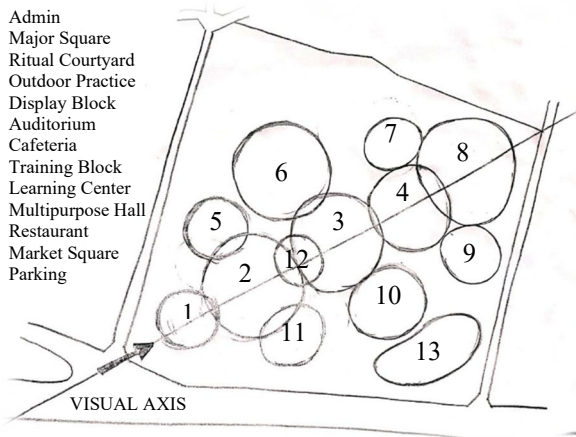 Admin
Major Square
Ritual Courtyard
Outdoor Practice
Display Block
Auditorium
Cafeteria
Training Block
Learning Center
Multipurpose Hall
Restaurant
Market Square
Parking
7
8
6
4
5
3
12
9
2
10
1
11
13
VISUAL AXIS